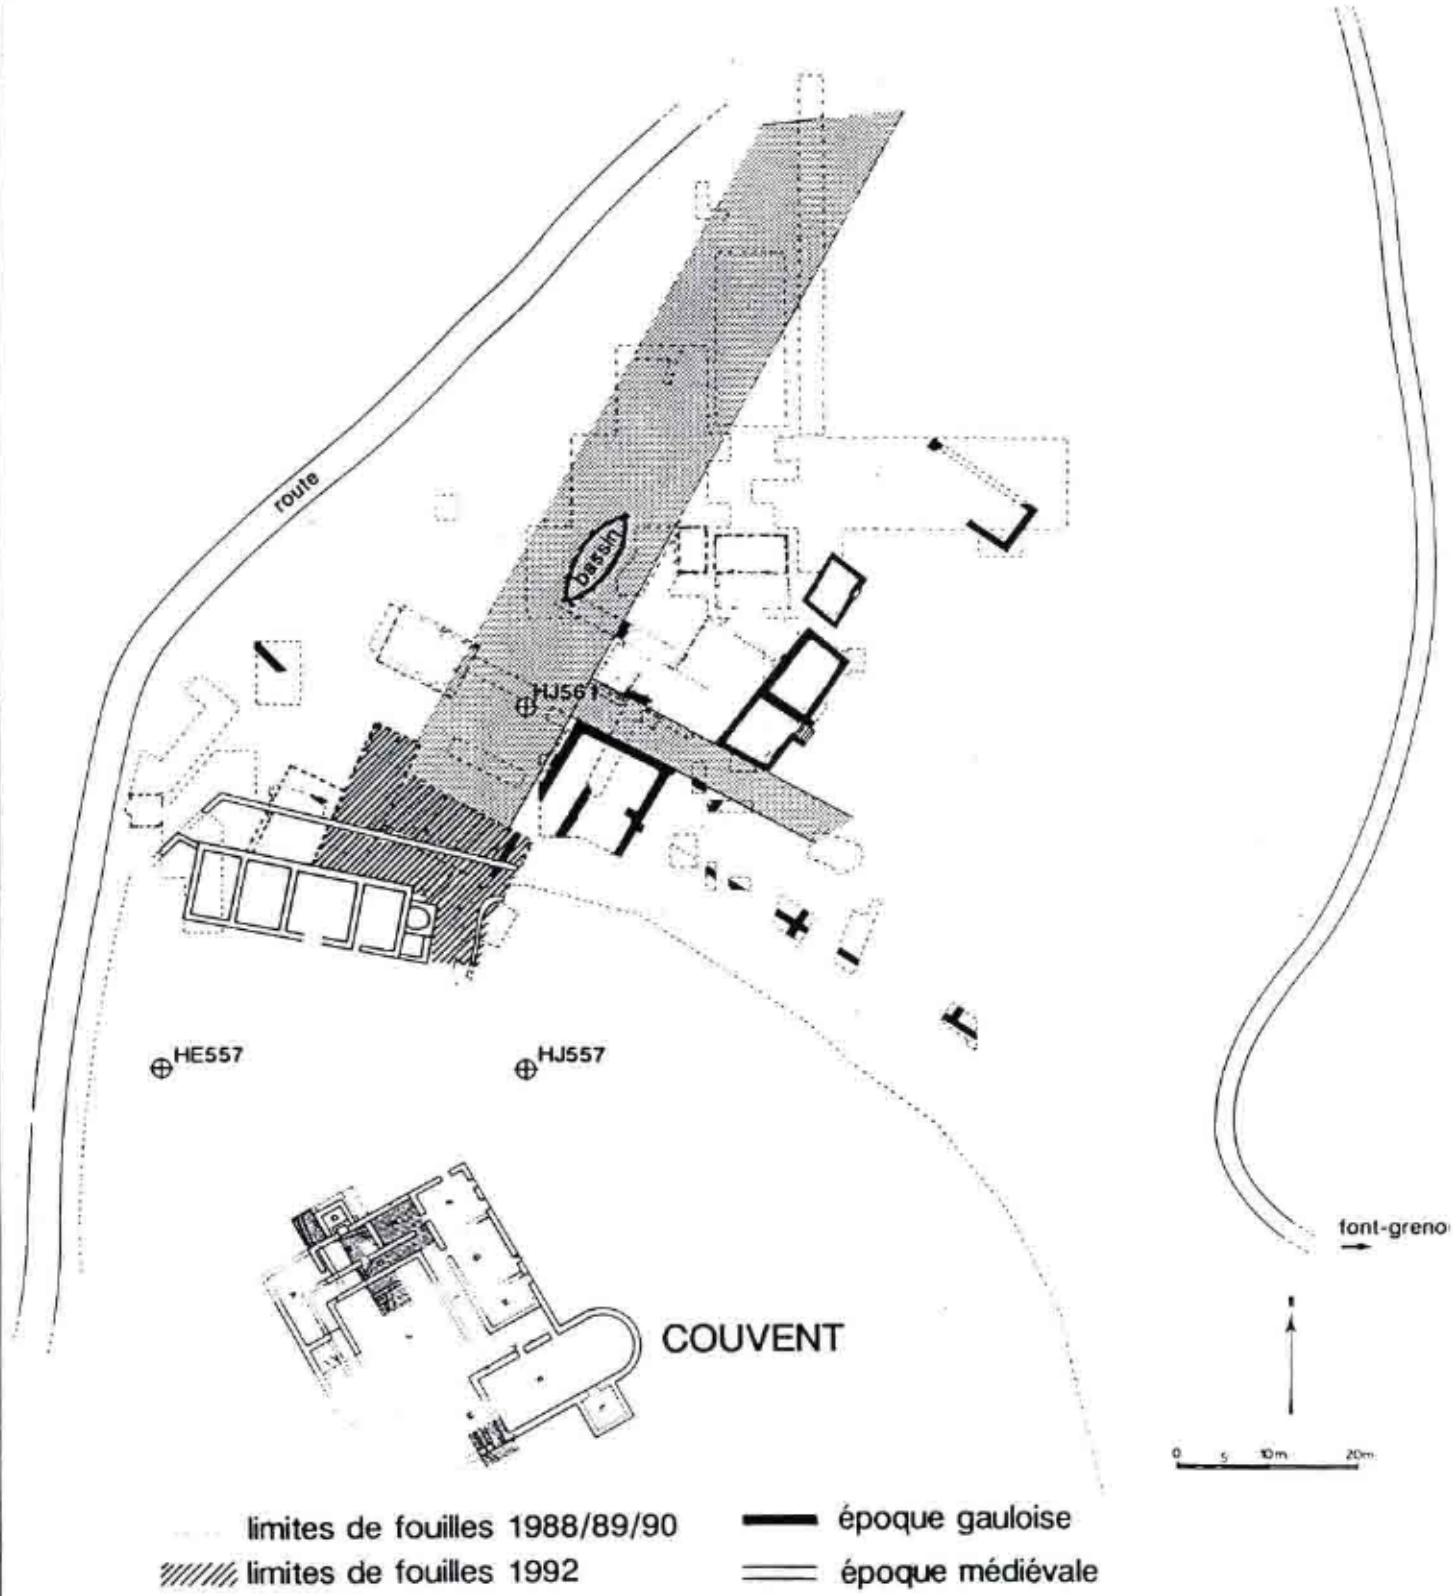 route
bassin
HJ561
HE557
HJ557
font-greno
COUVENT
0 5 10m 20m
limites de fouilles 1988/89/90
époque gauloise
limites de fouilles 1992
époque médiévale